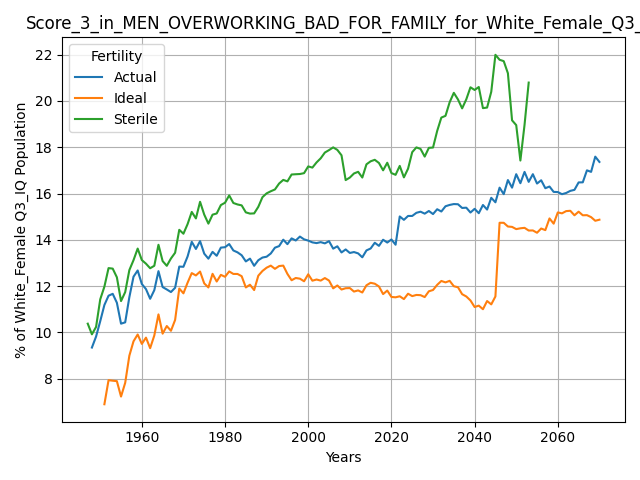 Score_3_in_MEN_OVERWORKING_BAD_FOR_FAMILY_for_White_Female_Q3_
Fertility
Actual
Ideal
Sterile
% of White_Female Q3_IQ Population
22
20
18
16
14
12
10
8
1960 1980 2000 2020 2040 2060
Years